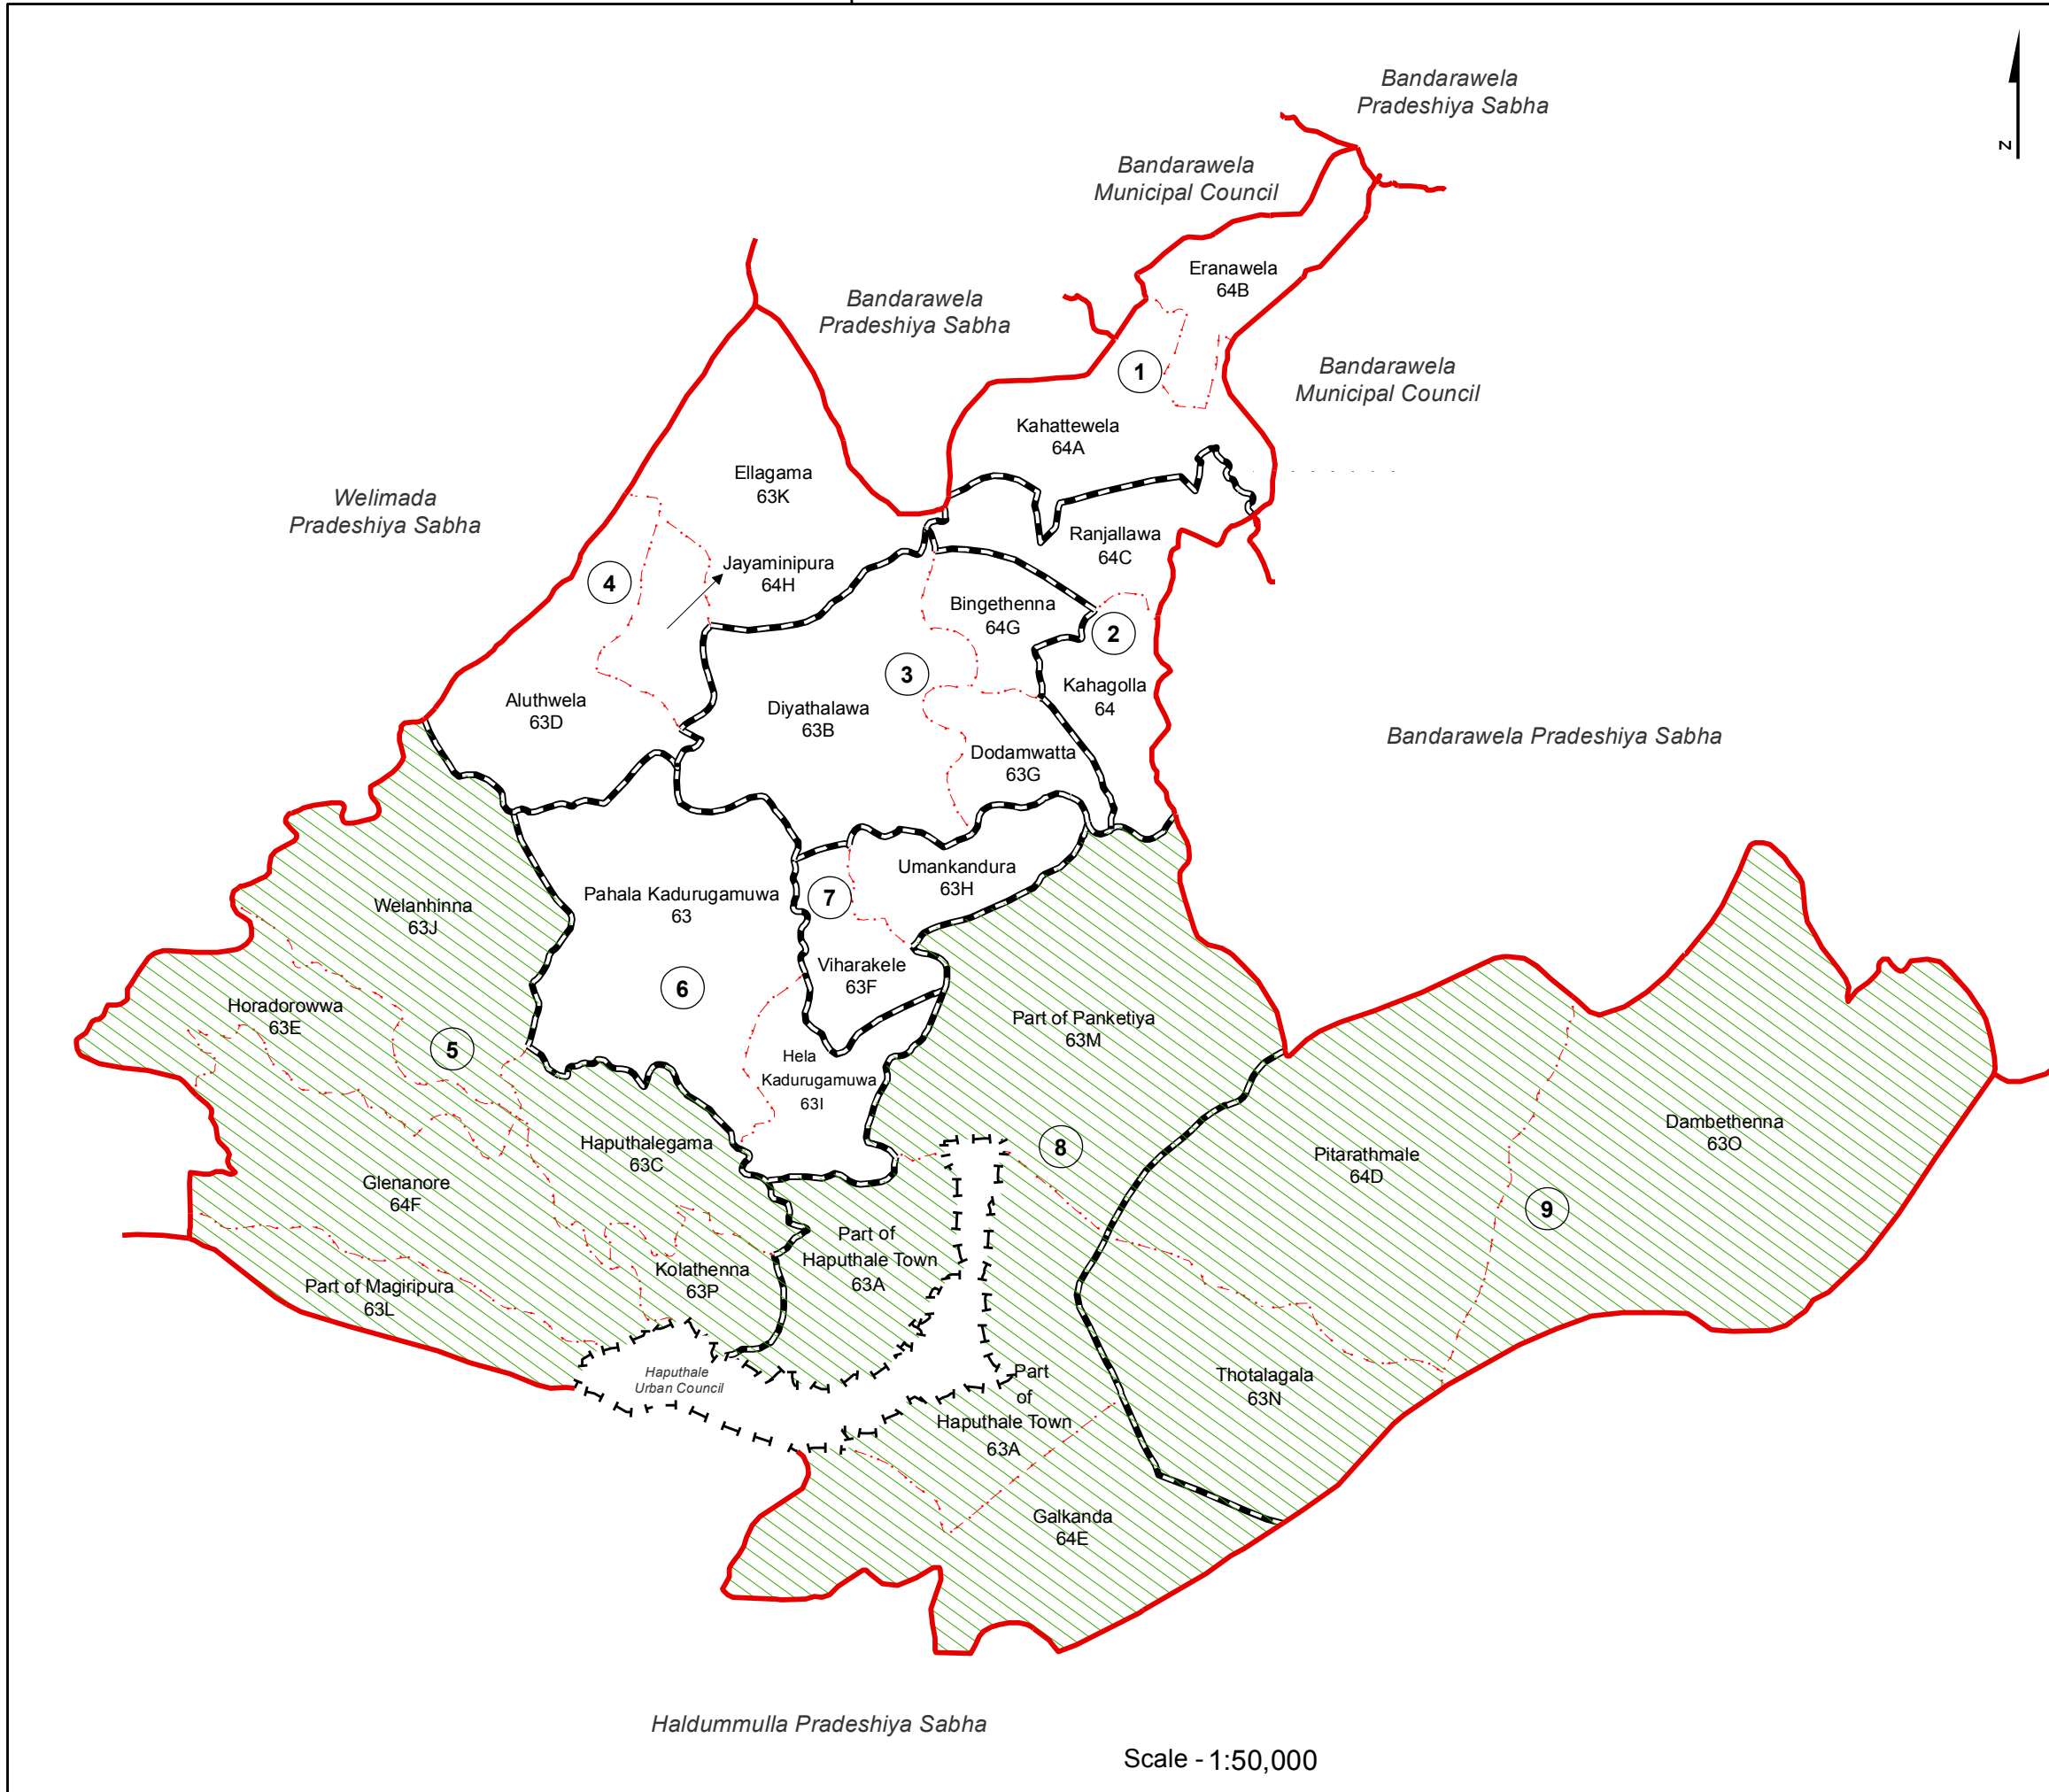 Bandarawela
Pradeshiya Sabha
N
Bandarawela
Municipal Council
Eranawela
64B
Bandarawela
Pradeshiya Sabha
1
Bandarawela
Municipal Council
Kahattewela
64A
Ellagama
63K
Welimada
Pradeshiya Sabha
Ranjallawa
64C
Jayaminipura
64H
4
Bingethenna
64G
2
3
Kahagolla
64
Aluthwela
63D
Diyathalawa
63B
Bandarawela Pradeshiya Sabha
Dodamwatta
63G
Umankandura
63H
7
Pahala Kadurugamuwa
63
Welanhinna
63J
Viharakele
63F
6
Horadorowwa
63E
Part of Panketiya
63M
5
Hela
Kadurugamuwa
63I
Dambethenna
63O
Haputhalegama
63C
8
Pitarathmale
64D
Glenanore
64F
9
Part of
Haputhale Town
63A
Kolathenna
63P
Part of Magiripura
63L
Haputhale
Urban Council
Part
of
Haputhale Town
63A
Thotalagala
63N
Galkanda
64E
Haldummulla Pradeshiya Sabha
Scale - 1:50,000